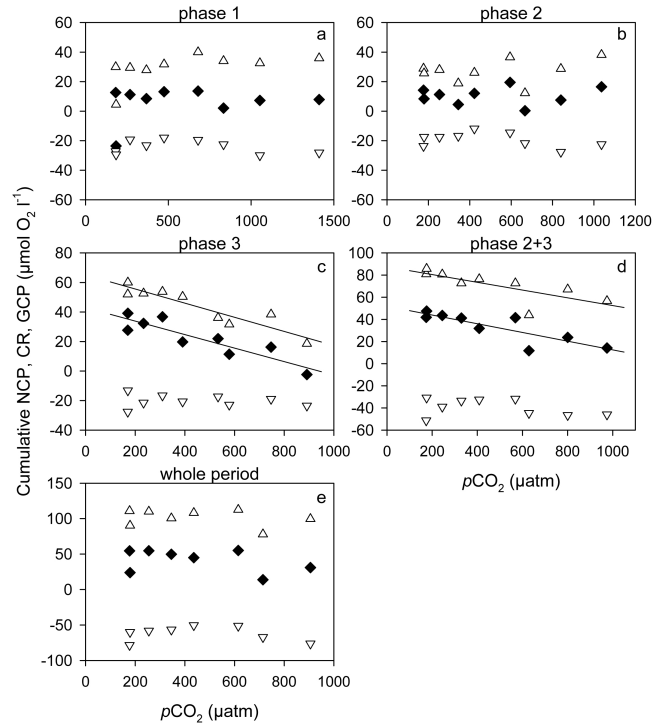 phase 1
phase 2
60
40
20
0
-20
-40
-60
a
0 500 1000 1500
60
40
20
0
-20
-40
-60
b
0 200 400 600 800 1000 1200
Cumulative NCP, CR, GCP (µmol O2 l-1)
phase 3
phase 2+3
80
60
40
20
0
-20
-40
c
0 200 400 600 800 1000
100
80
60
40
20
0
-20
-40
-60
d
0 200 400 600 800 1000
pCO2 (µatm)
whole period
150
100
50
0
-50
-100
e
0 200 400 600 800 1000
pCO2 (µatm)